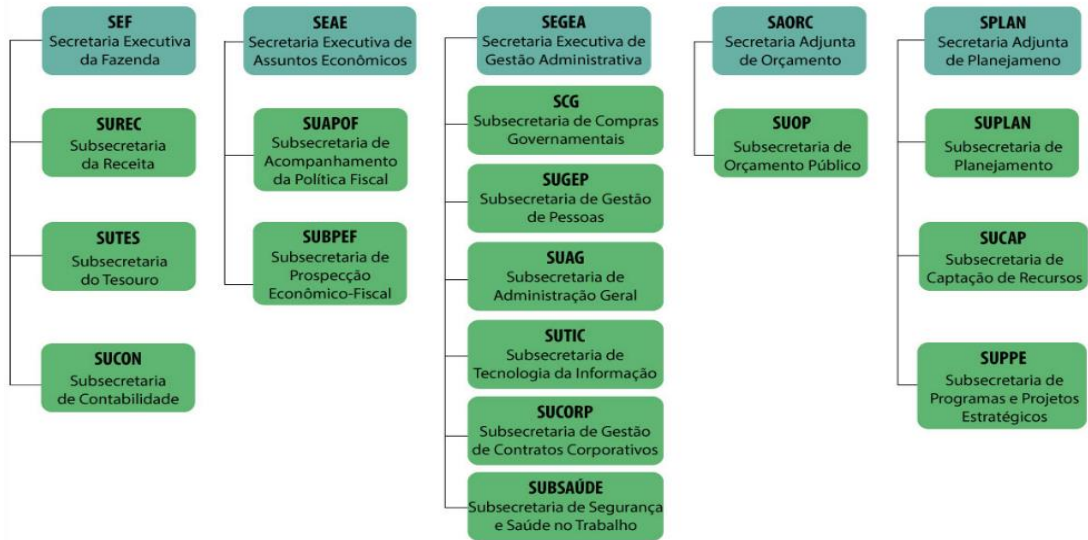 SEF
Secretaria Executiva
da Fazenda
SUREC
Subsecretaria
da Receita
SUTES
Subsecretaria
do Tesouro
SUCON
Subsecretaria
de Contabilidade
SEAE
Secretaria Executiva de
Assuntos Econômicos
SUAPOF
Subsecretaria de
Acompanhamento
da Política Fiscal
SUBPEF
Subsecretaria de
Prospecção
Econômico-Fiscal
SEGEA
Secretaria Executiva de
Gestão Administrativa
SCG
Subsecretaria de Compras
Governamentais
SUGEP
Subsecretaria de Gestão
de Pessoas
SUAG
Subsecretaria de
Administração Geral
SUTIC
Subsecretaria de
Tecnologia da Informação
SUCORP
Subsecretaria de Gestão
de Contratos Corporativos
SUBSAÚDE
Subsecretaria de Segurança
e Saúde no Trabalho
SAORC
Secretaria Adjunta
de Orçamento
SUOP
Subsecretaria de
Orçamento Público
SPLAN
Secretaria Adjunta
de Planejameno
SUPLAN
Subsecretaria de
Planejamento
SUCAP
Subsecretaria de
Captação de Recursos
SUPPE
Subsecretaria de
Programas e Projetos
Estratégicos